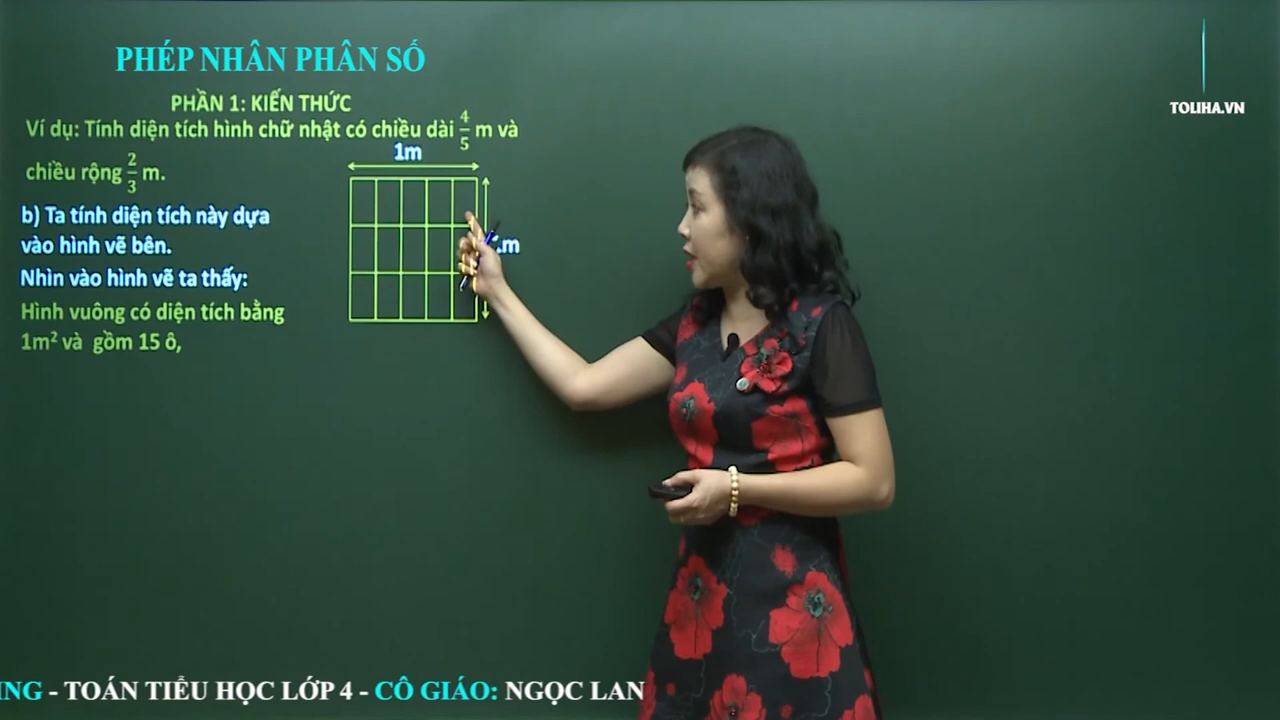 PHÉP NHÂN PHÂN SỐ
TOLIHA.VN
PHẦN 1: KIẾN THỨC
Ví dụ: Tính diện tích hình chữ nhật có chiều dài 4/5 m và
chiều rộng 2/3 m.
1m
b) Ta tính diện tích này dựa
vào hình vẽ bên.
m
Nhìn vào hình vẽ ta thấy:
Hình vuông có diện tích bằng
1m² và gồm 15 ô,
- TOÁN TIỂU HỌC LỚP 4 - CÔ GIÁO: NGỌC LAN